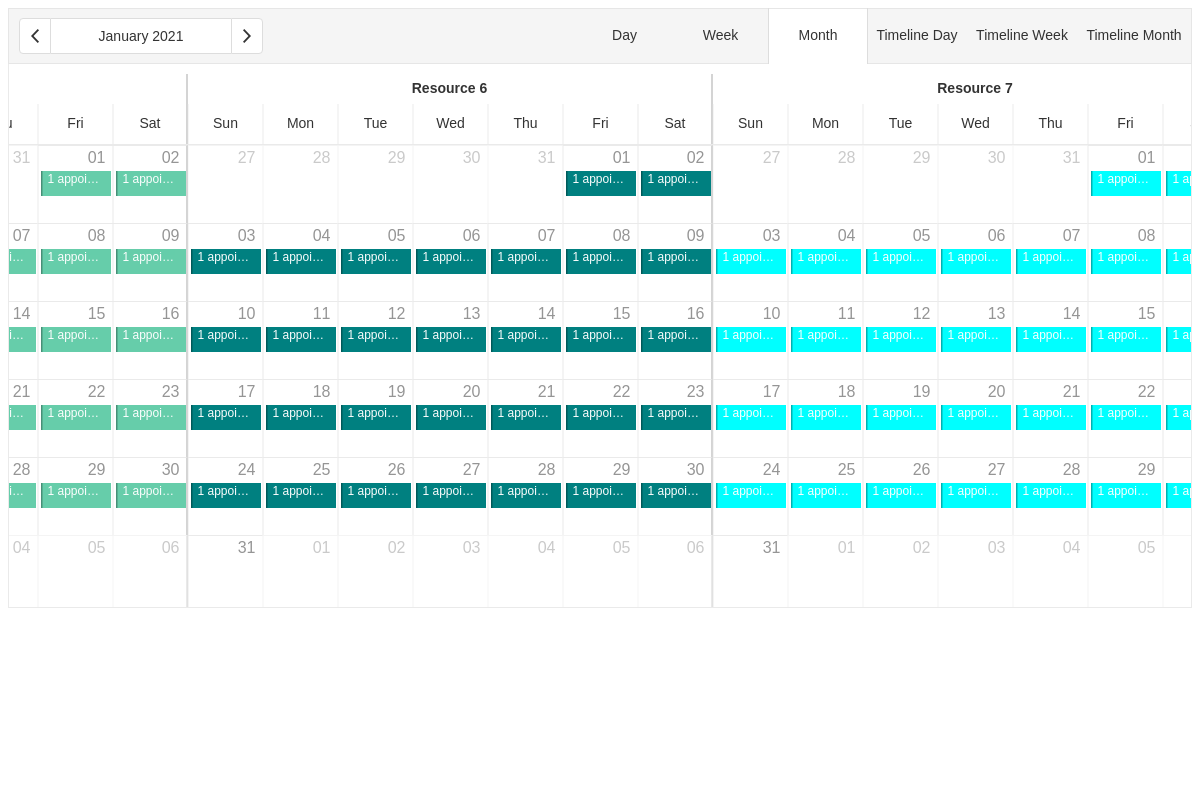 January 2021 Day Week Month Timeline Day Timeline Week Timeline Month
Resource 6 Resource 7
Fri Sat Sun Mon Tue Wed Thu Fri Sat Sun Mon Tue Wed Thu Fri
31 01 02 27 28 29 30 31 01 02 27 28 29 30 31 01
1 appoi… 1 appoi… 1 appoi… 1 appoi… 1 appoi… 1 ap
07 08 09 03 04 05 06 07 08 09 03 04 05 06 07 08
i… 1 appoi… 1 appoi… 1 appoi… 1 appoi… 1 appoi… 1 appoi… 1 appoi… 1 appoi… 1 appoi… 1 appoi… 1 appoi… 1 appoi… 1 appoi… 1 appoi… 1 appoi… 1 ap
14 15 16 10 11 12 13 14 15 16 10 11 12 13 14 15
i… 1 appoi… 1 appoi… 1 appoi… 1 appoi… 1 appoi… 1 appoi… 1 appoi… 1 appoi… 1 appoi… 1 appoi… 1 appoi… 1 appoi… 1 appoi… 1 appoi… 1 appoi… 1 ap
21 22 23 17 18 19 20 21 22 23 17 18 19 20 21 22
i… 1 appoi… 1 appoi… 1 appoi… 1 appoi… 1 appoi… 1 appoi… 1 appoi… 1 appoi… 1 appoi… 1 appoi… 1 appoi… 1 appoi… 1 appoi… 1 appoi… 1 appoi… 1 ap
28 29 30 24 25 26 27 28 29 30 24 25 26 27 28 29
i… 1 appoi… 1 appoi… 1 appoi… 1 appoi… 1 appoi… 1 appoi… 1 appoi… 1 appoi… 1 appoi… 1 appoi… 1 appoi… 1 appoi… 1 appoi… 1 appoi… 1 appoi… 1 ap
04 05 06 31 01 02 03 04 05 06 31 01 02 03 04 05